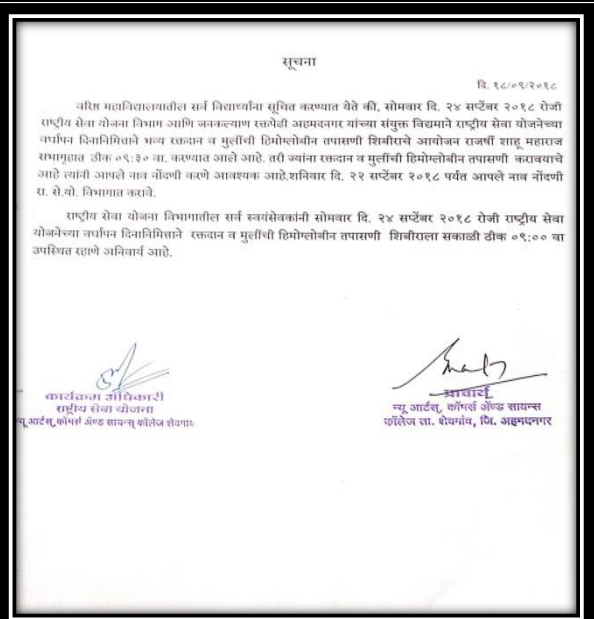 सूचना
दि. १८/०९/२०१८
वरिष्ठ महाविद्यालयातील सर्व विद्यार्थ्यांना सूचित करण्यात येते की, सोमवार दि. २४ सप्टेंबर २०१८ रोजी
राष्ट्रीय सेवा योजना विभाग आणि जनकल्याण रक्तपेढी अहमदनगर यांच्या संयुक्त विद्यमाने राष्ट्रीय सेवा योजनेच्या
वर्धापन दिनानिमित्ताने भव्य रक्तदान व मुलींची हिमोग्लोबीन तपासणी शिबीराचे आयोजन राजर्षी शाहू महाराज
सभागृहात ठीक ०९:३० वा. करण्यात आले आहे. तरी ज्यांना रक्तदान व मुलींची हिमोग्लोबीन तपासणी करावयाचे
आहे त्यांनी आपले नाव नोंदणी करणे आवश्यक आहे.शनिवार दि. २२ सप्टेंबर २०१८ पर्यंत आपले नाव नोंदणी
रा. से.यो. विभागात करावे.
राष्ट्रीय सेवा योजना विभागातील सर्व स्वयंसेवकांनी सोमवार दि. २४ सप्टेंबर २०१८ रोजी राष्ट्रीय सेवा
योजनेच्या वर्धापन दिनानिमित्ताने रक्तदान व मुलींची हिमोग्लोबीन तपासणी शिबीराला सकाळी ठीक ०९:०० वा
उपस्थित रहाणे अनिवार्य आहे.
कार्यक्रम अधिकारी
राष्ट्रीय सेवा योजना
न्यू आर्टस्, कॉमर्स अॅण्ड सायन्स् कॉलेज शेवगाव
प्राचार्य
न्यू आर्टस्, कॉमर्स अॅण्ड सायन्स
कॉलेज ता. शेवगांव, जि. अहमदनगर